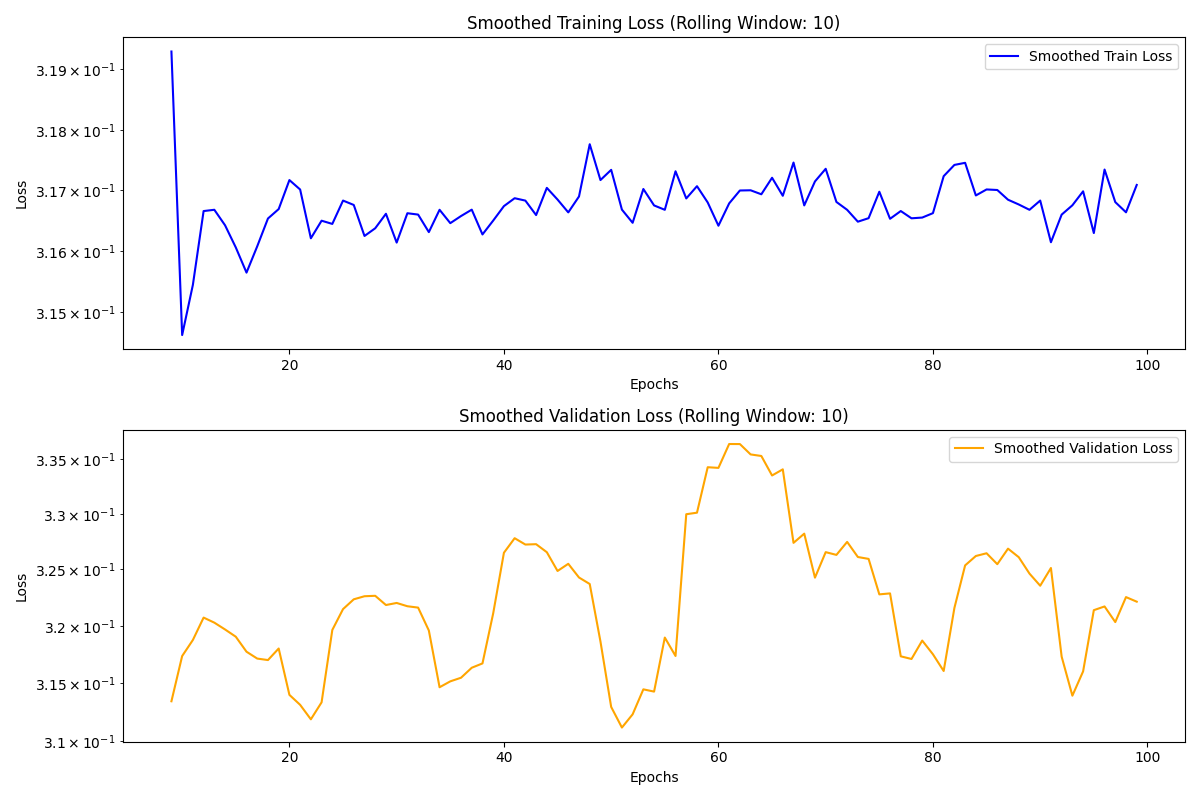 Smoothed Training Loss (Rolling Window: 10)
Smoothed Train Loss
3.19 × 10⁻¹
3.18 × 10⁻¹
3.17 × 10⁻¹
3.16 × 10⁻¹
3.15 × 10⁻¹
Loss
20 40 60 80 100
Epochs
Smoothed Validation Loss (Rolling Window: 10)
Smoothed Validation Loss
3.35 × 10⁻¹
3.3 × 10⁻¹
3.25 × 10⁻¹
3.2 × 10⁻¹
3.15 × 10⁻¹
3.1 × 10⁻¹
Loss
20 40 60 80 100
Epochs